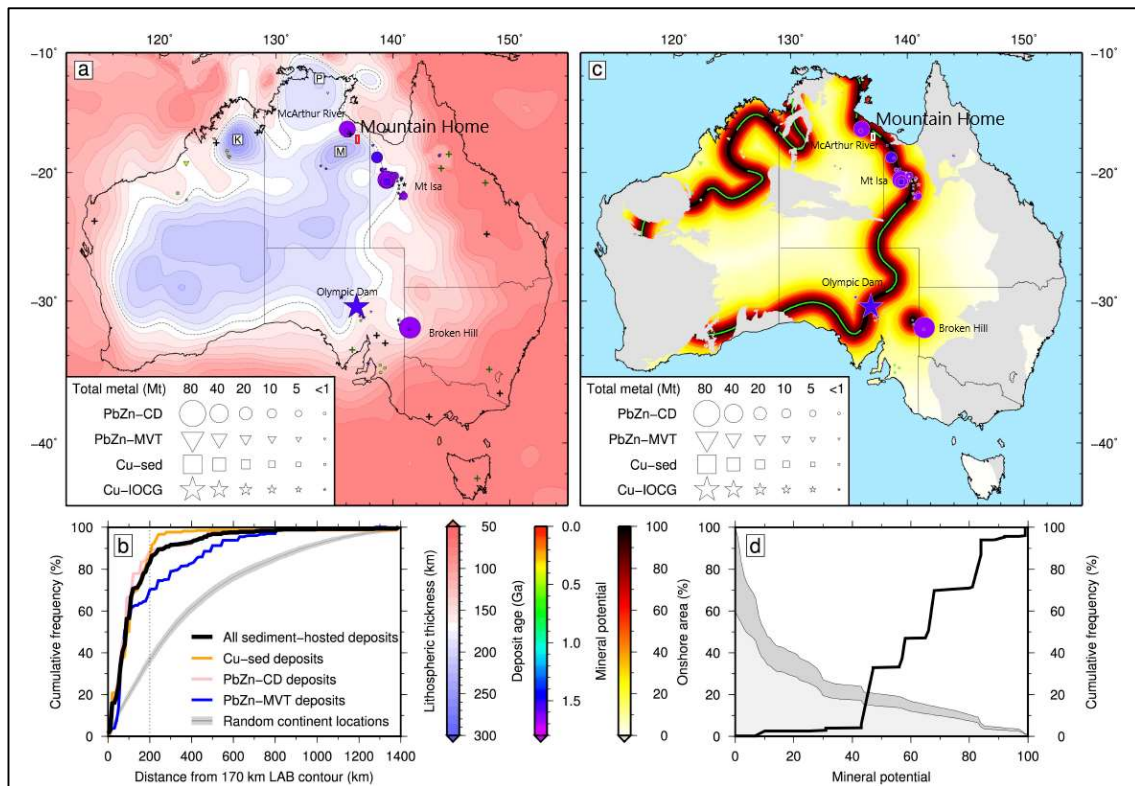 120˚ 130˚ 140˚ 150˚
120˚ 130˚ 140˚ 150˚
−10˚
−20˚
−30˚
−40˚
a
P
McArthur River
Mountain Home
K
M
Mt Isa
Olympic Dam
Broken Hill
Total metal (Mt) 80 40 20 10 5 <1
PbZn−CD
PbZn−MVT
Cu−sed
Cu−IOCG
c
−10˚
−20˚
−30˚
−40˚
Mountain Home
McArthur River
Mt Isa
Olympic Dam
Broken Hill
Total metal (Mt) 80 40 20 10 5 <1
PbZn−CD
PbZn−MVT
Cu−sed
Cu−IOCG
b
Cumulative frequency (%)
100
80
60
40
20
0
All sediment−hosted deposits
Cu−sed deposits
PbZn−CD deposits
PbZn−MVT deposits
Random continent locations
0 200 400 600 800 1000 1200 1400
Distance from 170 km LAB contour (km)
Lithospheric thickness (km)
50
100
150
200
250
300
Deposit age (Ga)
0.0
0.5
1.0
1.5
Mineral potential
100
80
60
40
20
0
Onshore area (%)
d
100
80
60
40
20
0
Cumulative frequency (%)
0 20 40 60 80 100
Mineral potential